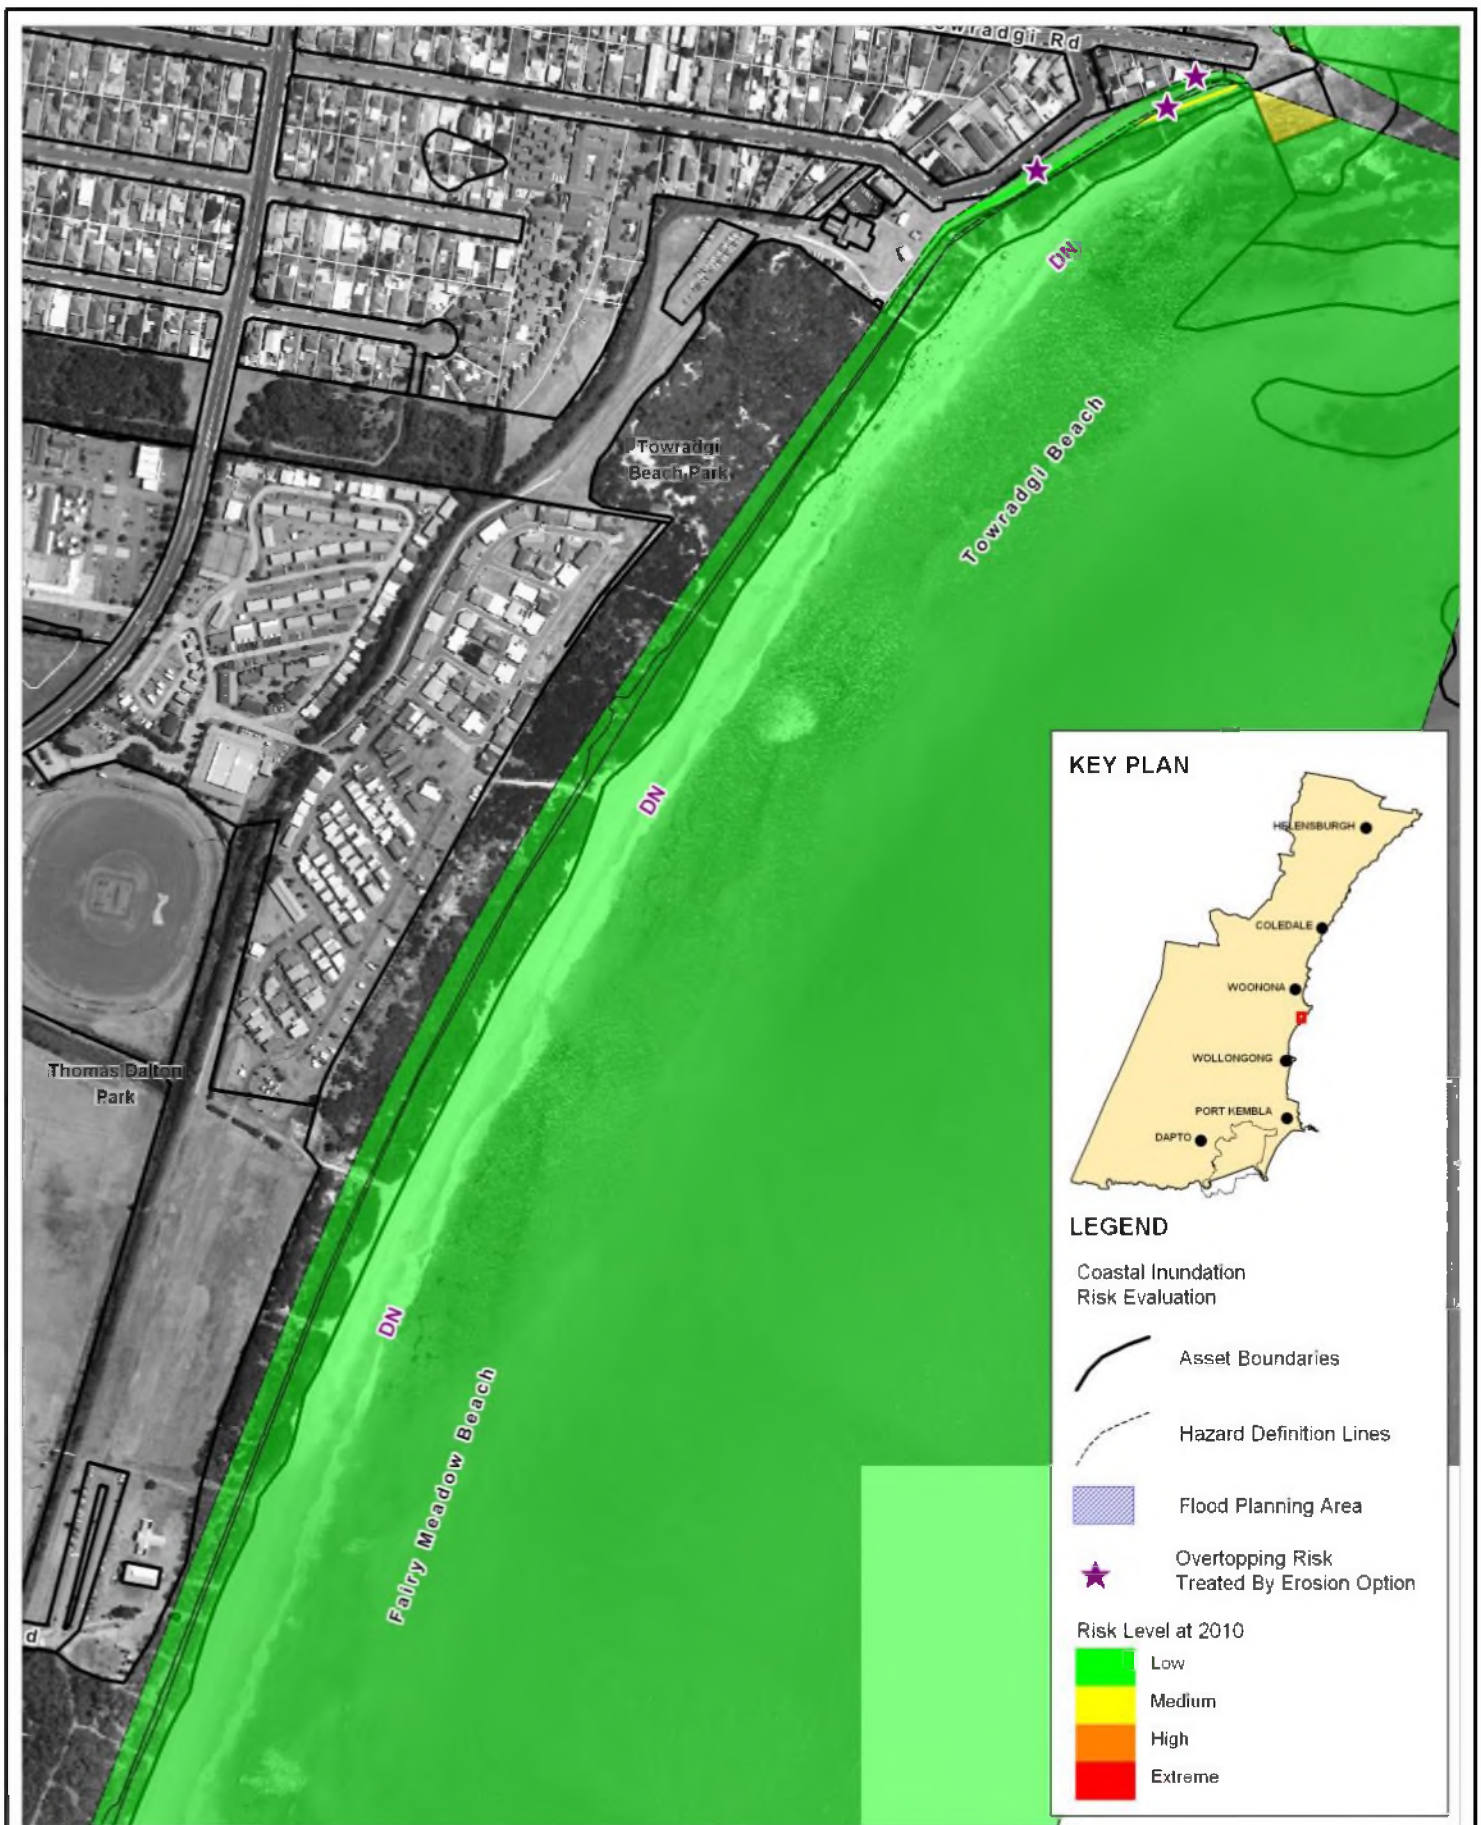 Towradgi Rd
DN
Towradgi
Beach Park
Towradgi Beach
DN
Thomas Dalton
Park
DN
Fairy Meadow Beach
d
KEY PLAN
HELENSBURGH
COLEDALE
WOONONA
WOLLONGONG
PORT KEMBLA
DAPTO
LEGEND
Coastal Inundation
Risk Evaluation
Asset Boundaries
Hazard Definition Lines
Flood Planning Area
Overtopping Risk
Treated By Erosion Option
Risk Level at 2010
Low
Medium
High
Extreme